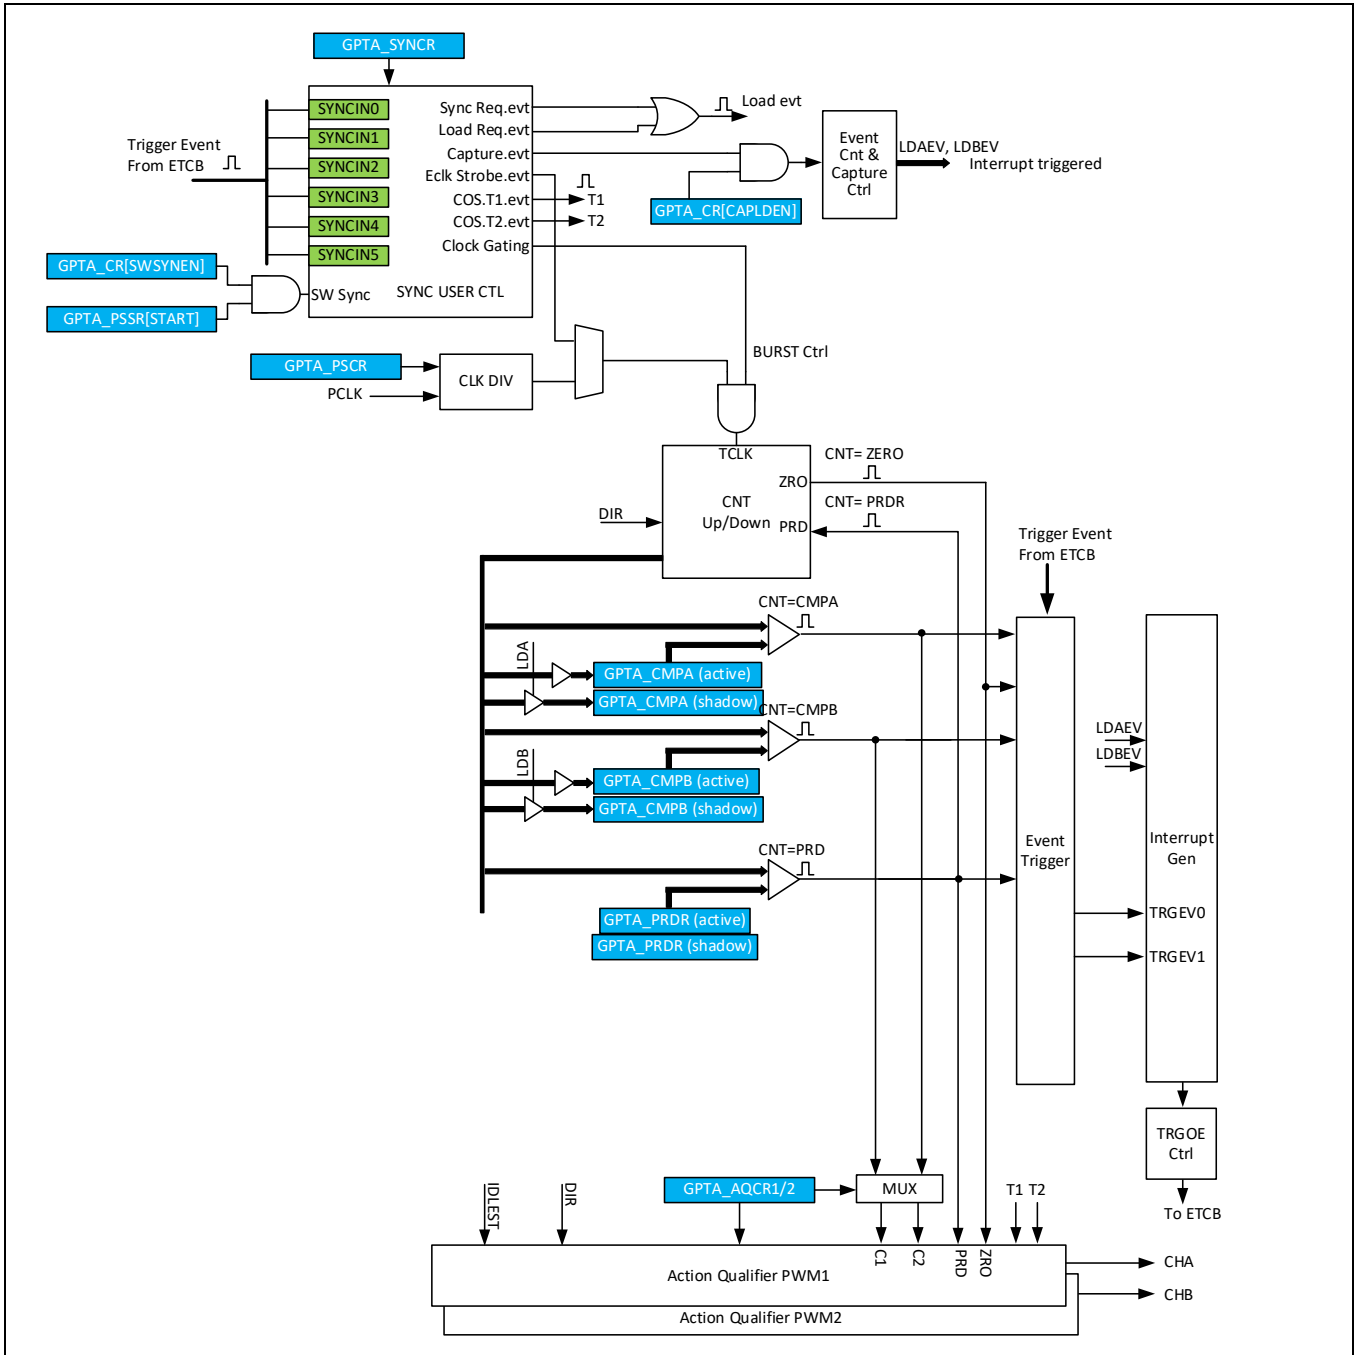 GPTA_SYNCR
SYNCIN0
SYNCIN1
SYNCIN2
SYNCIN3
SYNCIN4
SYNCIN5
Sync Req.evt
Load Req.evt
Capture.evt
Eclk Strobe.evt
COS.T1.evt
COS.T2.evt
Clock Gating
SW Sync
SYNC USER CTL
Trigger Event
From ETCB
GPTA_CR[SWSYNEN]
GPTA_PSSR[START]
Load evt
T1
T2
GPTA_CR[CAPLDEN]
Event
Cnt &
Capture
Ctrl
LDAEV, LDBEV
Interrupt triggered
GPTA_PSCR
PCLK
CLK DIV
BURST Ctrl
TCLK
CNT
Up/Down
ZRO
PRD
DIR
CNT= ZERO
CNT= PRDR
Trigger Event
From ETCB
CNT=CMPA
LDA
GPTA_CMPA (active)
GPTA_CMPA (shadow)
CNT=CMPB
LDB
GPTA_CMPB (active)
GPTA_CMPB (shadow)
CNT=PRD
GPTA_PRDR (active)
GPTA_PRDR (shadow)
Event
Trigger
LDAEV
LDBEV
Interrupt
Gen
TRGEV0
TRGEV1
TRGOE
Ctrl
To ETCB
GPTA_AQCR1/2
MUX
IDLEST
DIR
C1
C2
PRD
ZRO
T1 T2
Action Qualifier PWM1
Action Qualifier PWM2
CHA
CHB